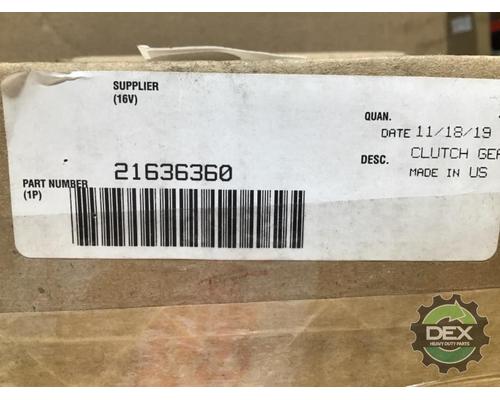 SUPPLIER
(16V)
QUAN.
DATE 11/18/19
DESC. CLUTCH
MADE IN US
PART NUMBER 21636360
(1P)
DEX
HEAVY DUTY PARTS